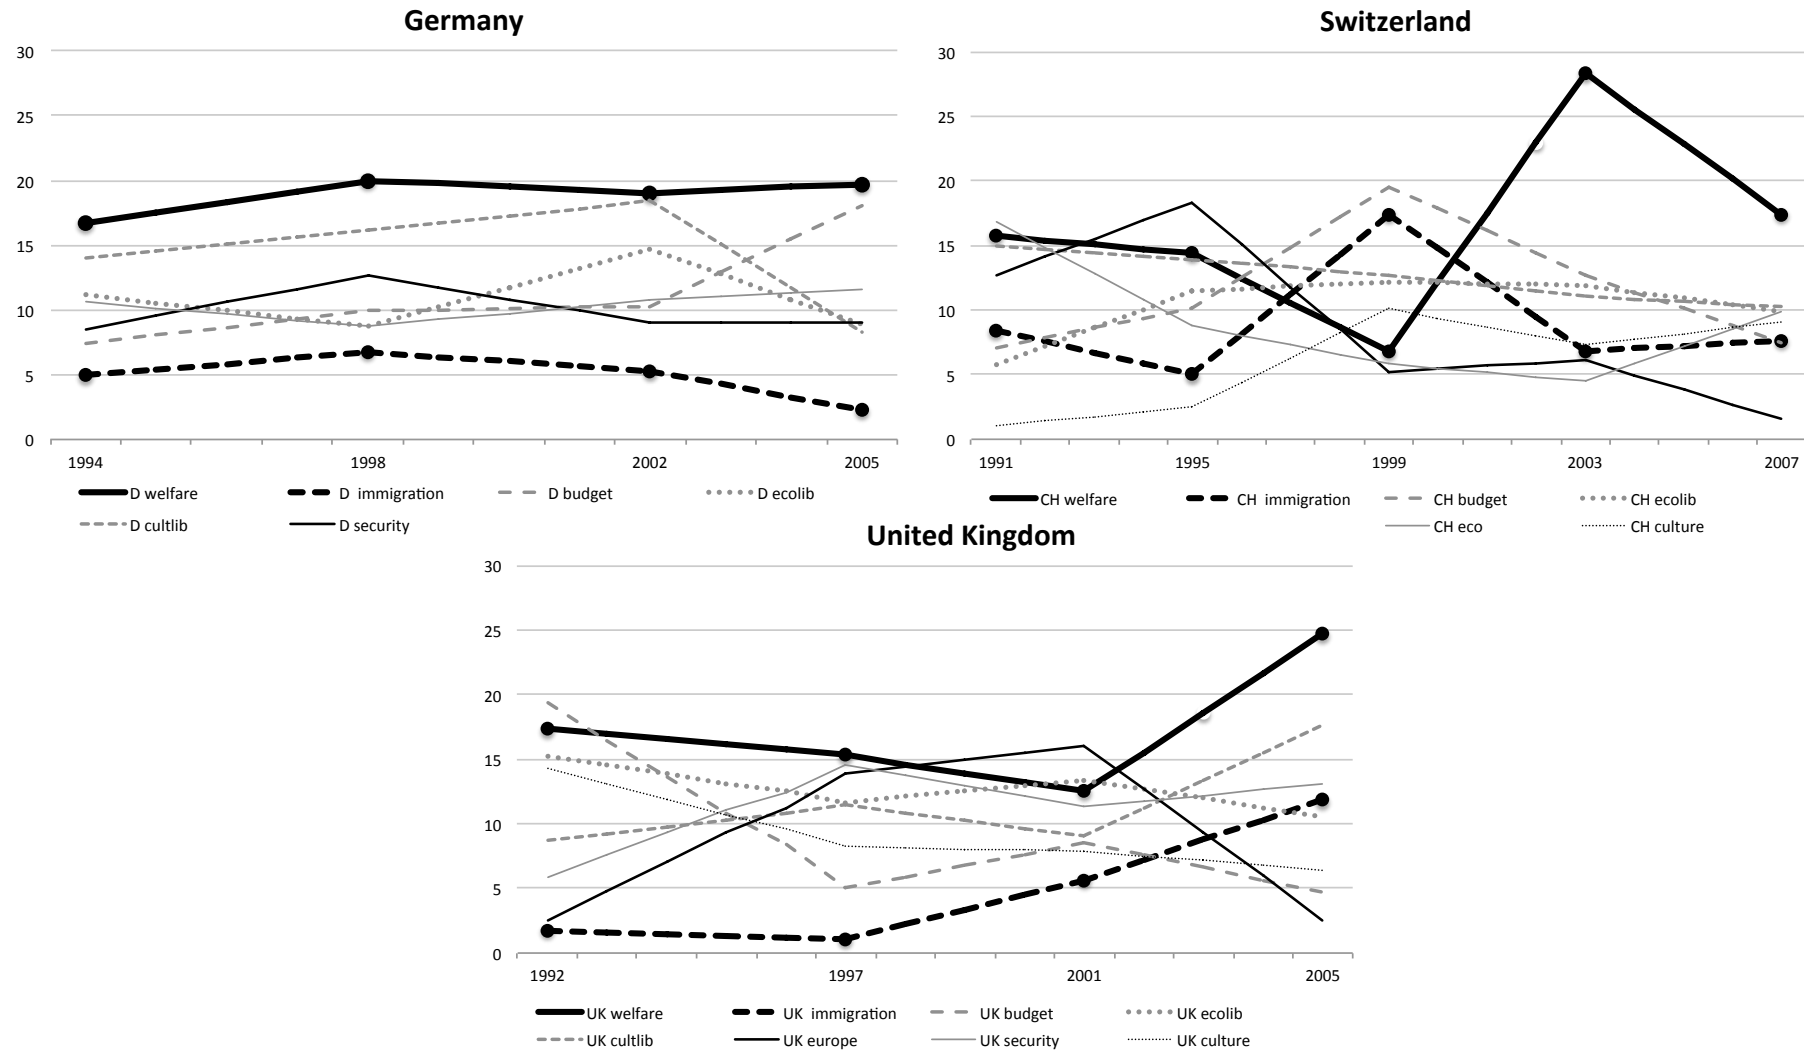 Germany
30
25
20
15
10
5
0
1994 1998 2002 2005
D welfare D immigration D budget D ecolib
D cultlib D security
Switzerland
30
25
20
15
10
5
0
1991 1995 1999 2003 2007
CH welfare CH immigration CH budget CH ecolib
CH eco CH culture
United Kingdom
30
25
20
15
10
5
0
1992 1997 2001 2005
UK welfare UK immigration UK budget UK ecolib
UK cultlib UK europe UK security UK culture